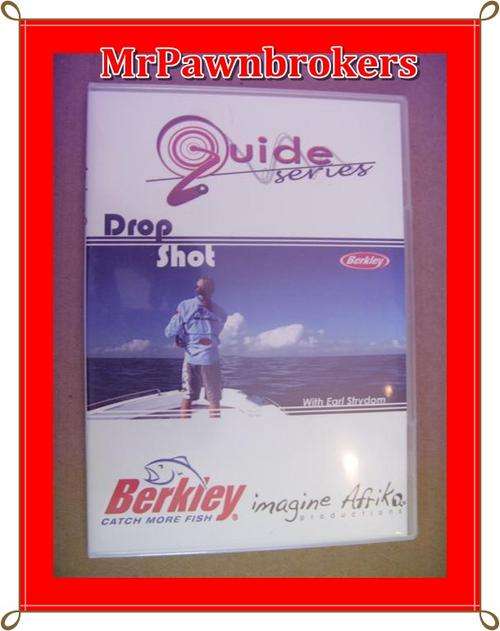 MrPawnbrokers
Guide
series
Drop
Shot
Berkley
With Earl Strydom
Berkley
CATCH MORE FISH
imagine Afrika
productions